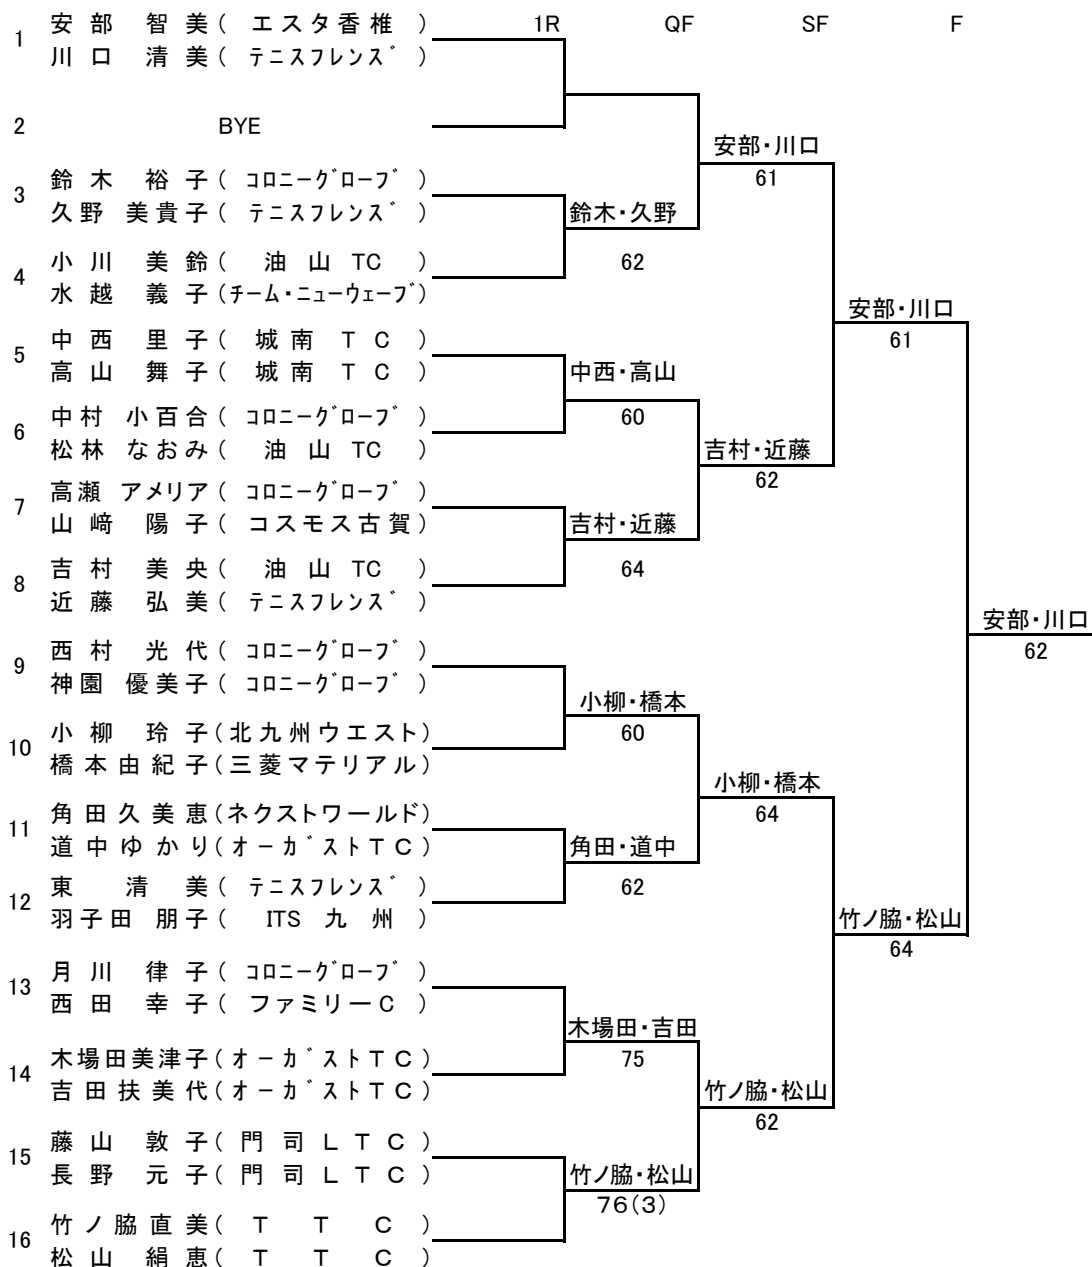 1R QF SF F
1
安部 智美( エスタ香椎 )
川口 清美( テニスフレンズ )
2 BYE
安部・川口
61
3
鈴木 裕子( コロニーグローブ )
久野 美貴子( テニスフレンズ )
鈴木・久野
62
4
小川 美鈴( 油山 TC )
水越 義子(チーム・ニューウェーブ)
安部・川口
61
5
中西 里子( 城南 TC )
高山 舞子( 城南 TC )
中西・高山
60
6
中村 小百合( コロニーグローブ )
松林 なおみ( 油山 TC )
吉村・近藤
62
7
高瀬 アメリア( コロニーグローブ )
山﨑 陽子( コスモス古賀 )
吉村・近藤
64
8
吉村 美央( 油山 TC )
近藤 弘美( テニスフレンズ )
安部・川口
62
9
西村 光代( コロニーグローブ )
神園 優美子( コロニーグローブ )
小柳・橋本
60
10
小柳 玲子(北九州ウエスト)
橋本由紀子(三菱マテリアル)
小柳・橋本
64
11
角田久美恵(ネクストワールド)
道中ゆかり(オーガストTC)
角田・道中
62
12
東 清美( テニスフレンズ )
羽子田 朋子( ITS 九州 )
竹ノ脇・松山
64
13
月川 律子( コロニーグローブ )
西田 幸子( ファミリーC )
木場田・吉田
75
14
木場田美津子(オーガストTC)
吉田扶美代(オーガストTC)
竹ノ脇・松山
62
15
藤山 敦子( 門司LTC )
長野 元子( 門司LTC )
竹ノ脇・松山
76(3)
16
竹ノ脇直美( TTC )
松山 絹恵( TTC )